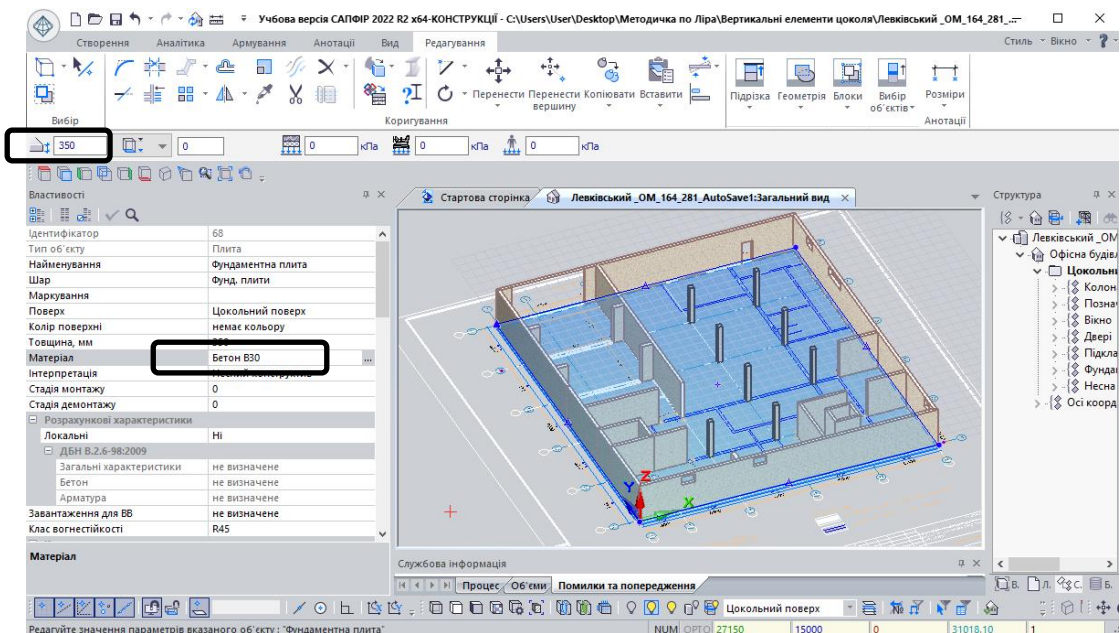 Учбова версія САПФІР 2022 R2 x64-КОНСТРУКЦІЇ - C:\Users\User\Desktop\Методичка по Ліра\Вертикальні елементи цоколя\Левківський _ОМ_164_281_...
Створення Аналітика Армування Анотації Вид Редагування Стиль Вікно
Перенести Перенести Копіювати Вставити
вершину
Підрізка Геометрія Блоки Вибір Розміри
об'єктів
Вибір Коригування Анотації
350 0 0 кПа 0 кПа 0 кПа
Властивості
Стартова сторінка Левківський _ОМ_164_281_AutoSave1:Загальний вид
Структура
Ідентифікатор 68
Тип об'єкту Плита
Найменування Фундаментна плита
Шар Фунд. плити
Маркування
Поверх Цокольний поверх
Колір поверхні немає кольору
Товщина, мм
Матеріал Бетон B30 ...
Інтерпретація
Стадія монтажу 0
Стадія демонтажу 0
Розрахункові характеристики
Локальні Ні
ДБН В.2.6-98:2009
Загальні характеристики не визначене
Бетон не визначене
Арматура не визначене
Завантаження для ВВ не визначене
Клас вогнестійкості R45
Матеріал
Z
Y
X
Левківський _ОМ
Офісна будів
Цокольн
Колон
Позна
Вікно
Двері
Підкла
Фундa
Несна
Осі коорд
Службова інформація
Процес Об'єми Помилки та попередження
В. Л. С. Б.
Цокольний поверх
Редагуйте значення параметрів вказаного об'єкту : "Фундаментна плита"
NUM ОРТО 27150 15000 0 31018.10 1